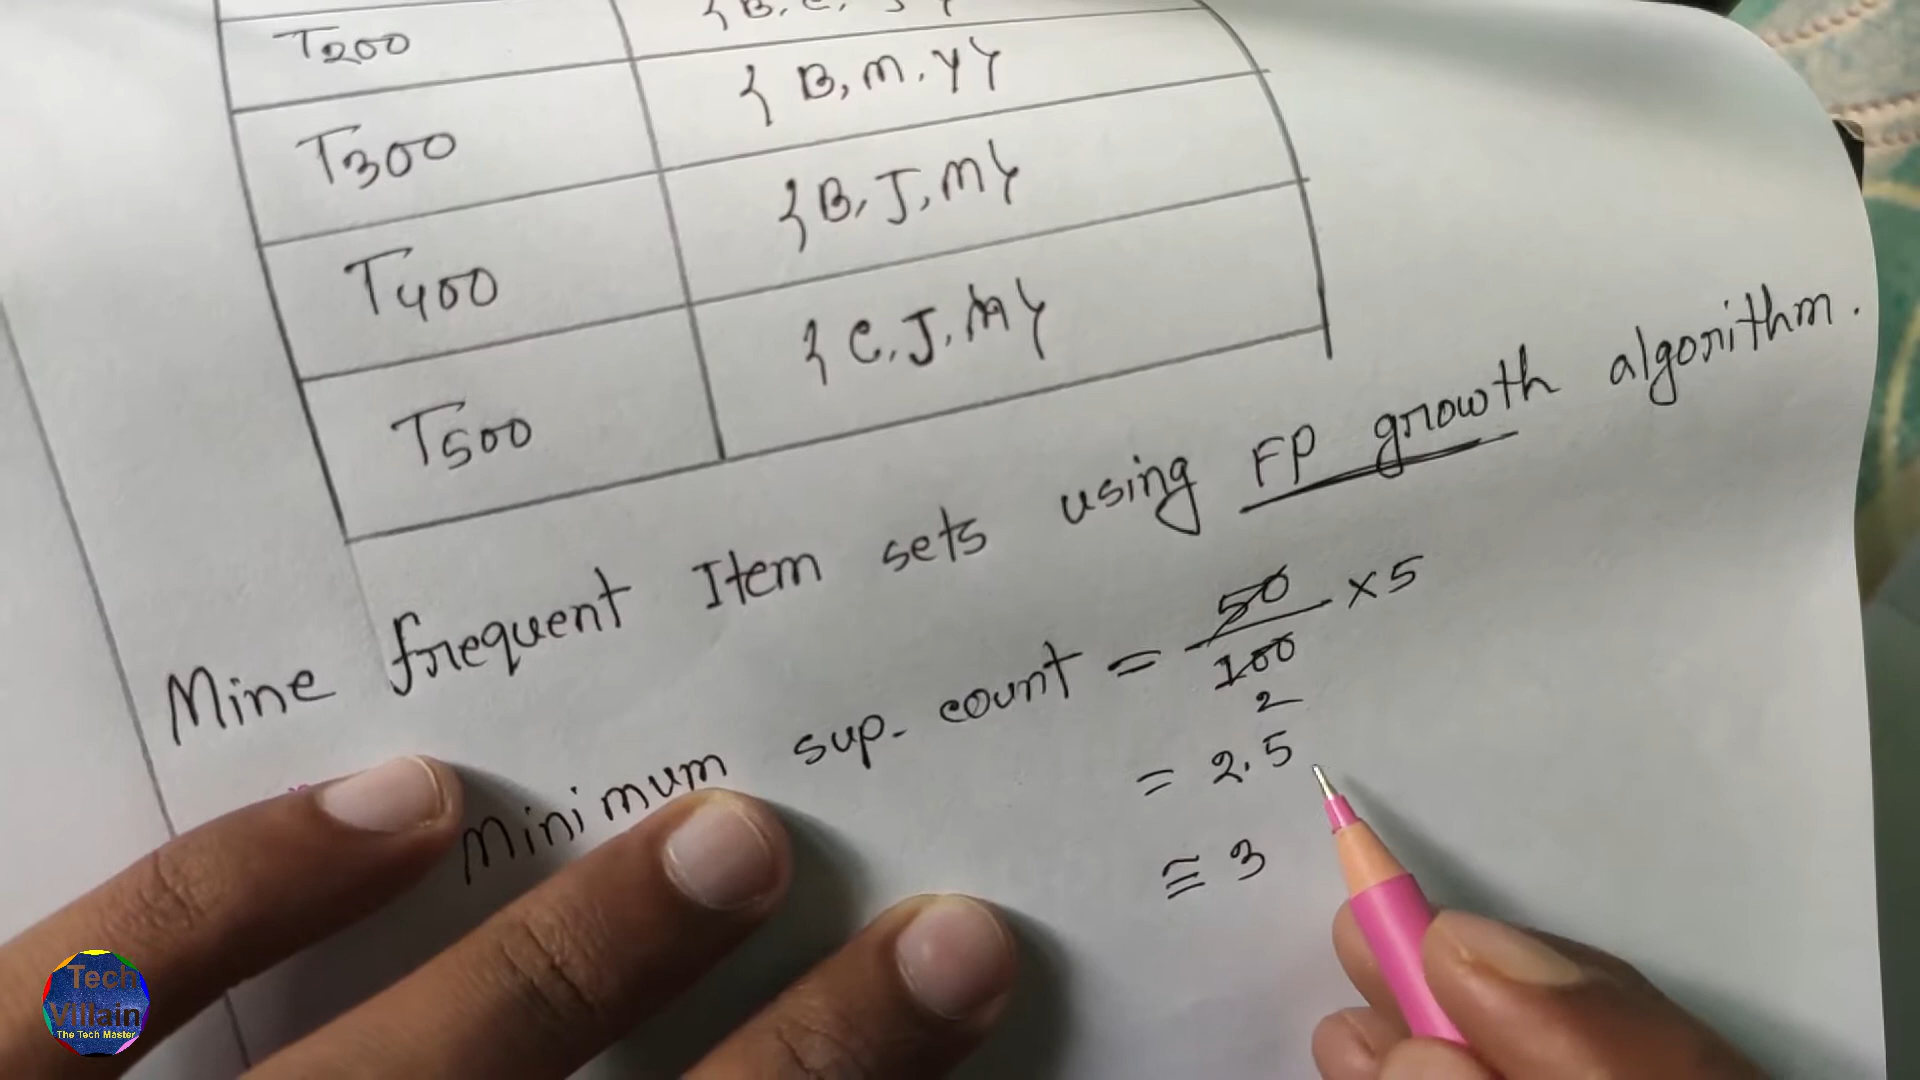 T200 {B, C, J}
T300 {B, M, Y}
T400 {B, J, M}
T500 {C, J, M}
Mine frequent Item sets using FP growth algorithm.
Minimum sup. count = 50/100 × 5
2
= 2.5
≅ 3
Tech
Villain
The Tech Master